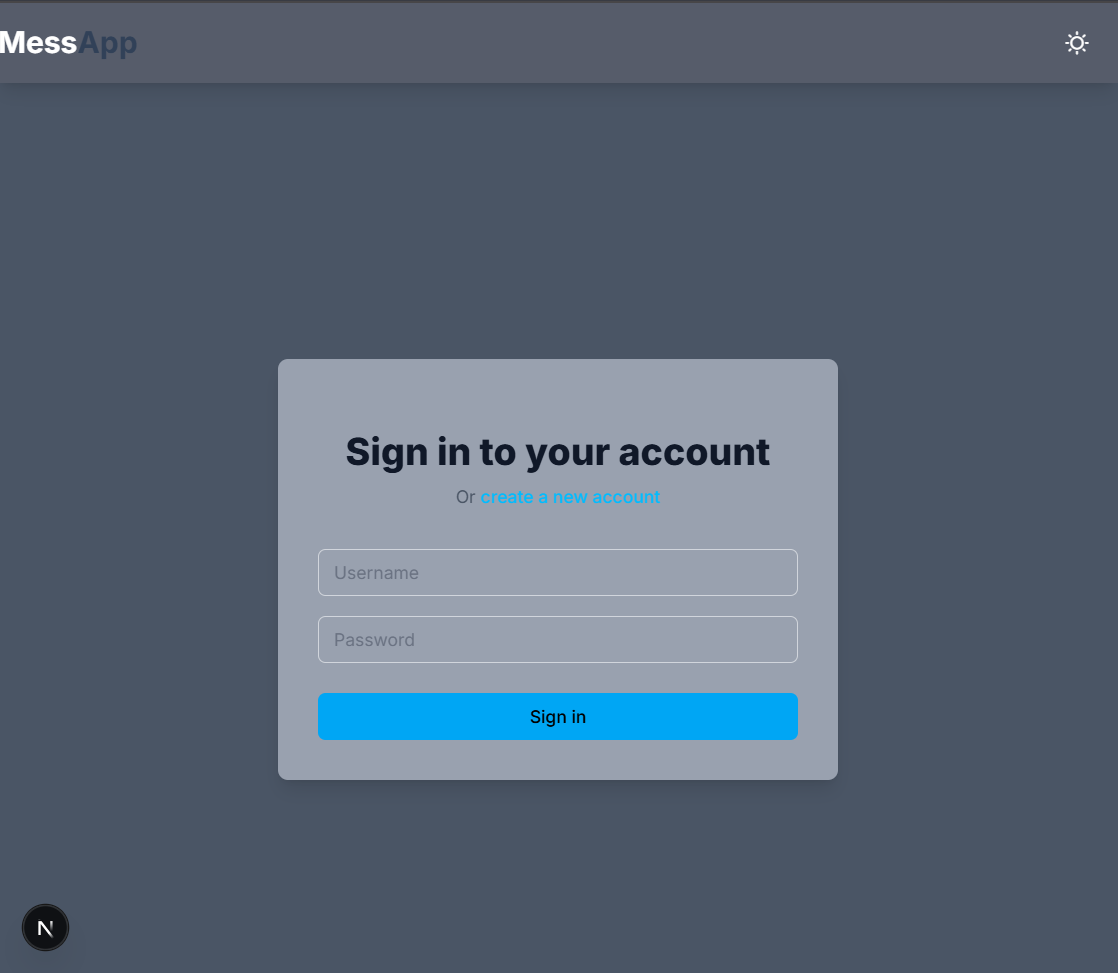 MessApp
Sign in to your account
Or create a new account
Username
Password
Sign in
N